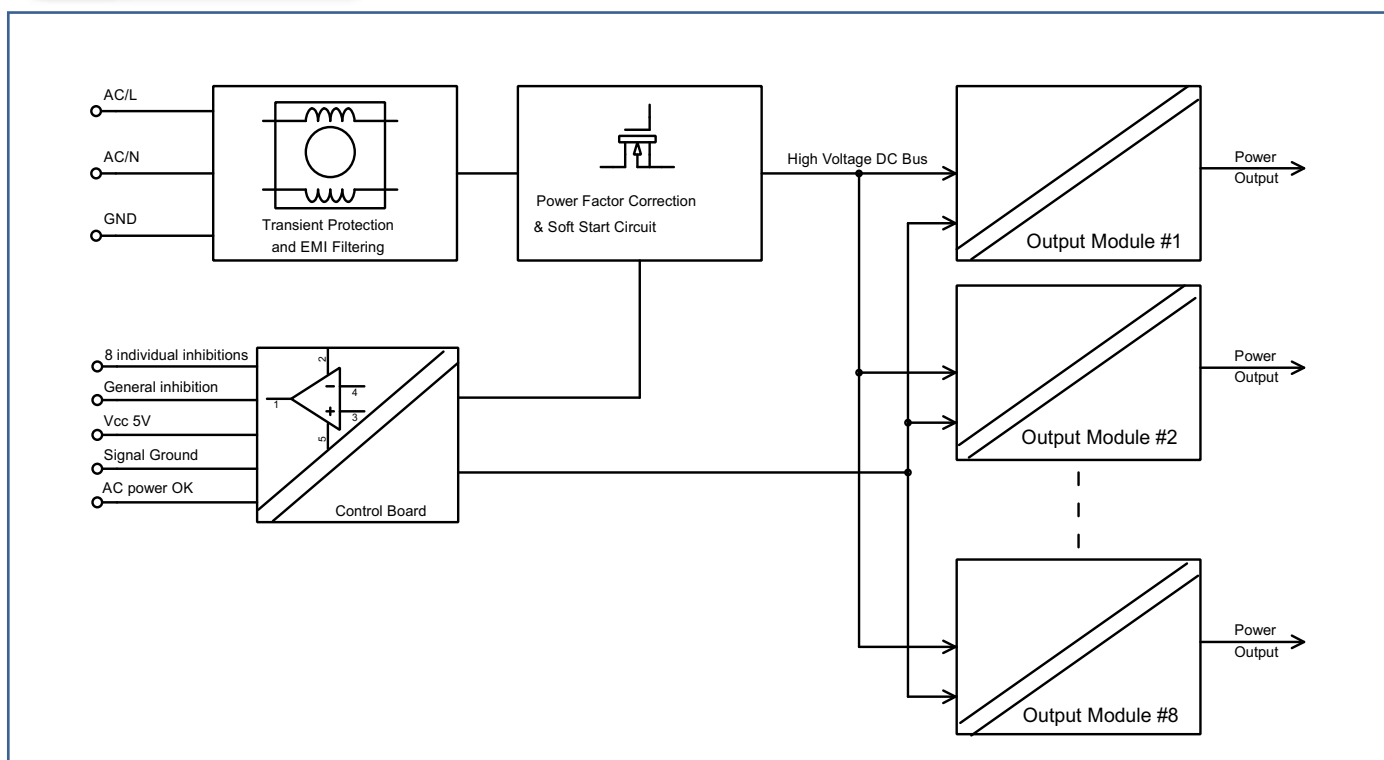 AC/L
AC/N
GND
Transient Protection
and EMI Filtering
Power Factor Correction
& Soft Start Circuit
High Voltage DC Bus
Output Module #1
Power
Output
8 individual inhibitions
General inhibition
Vcc 5V
Signal Ground
AC power OK
2
4
1
3
5
Control Board
Output Module #2
Power
Output
Output Module #8
Power
Output